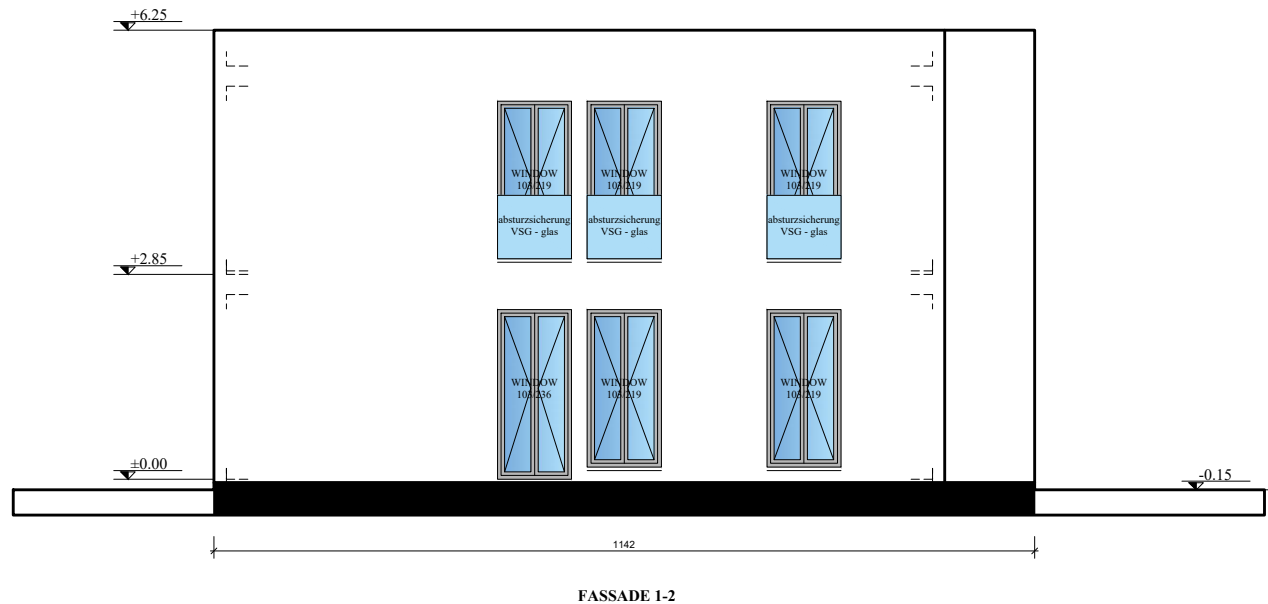 +6.25
WINDOW
103/219
WINDOW
103/219
WINDOW
103/219
absturzsicherung
VSG - glas
absturzsicherung
VSG - glas
absturzsicherung
VSG - glas
+2.85
WINDOW
103/236
WINDOW
103/219
WINDOW
103/219
±0.00
-0.15
1142
FASSADE 1-2